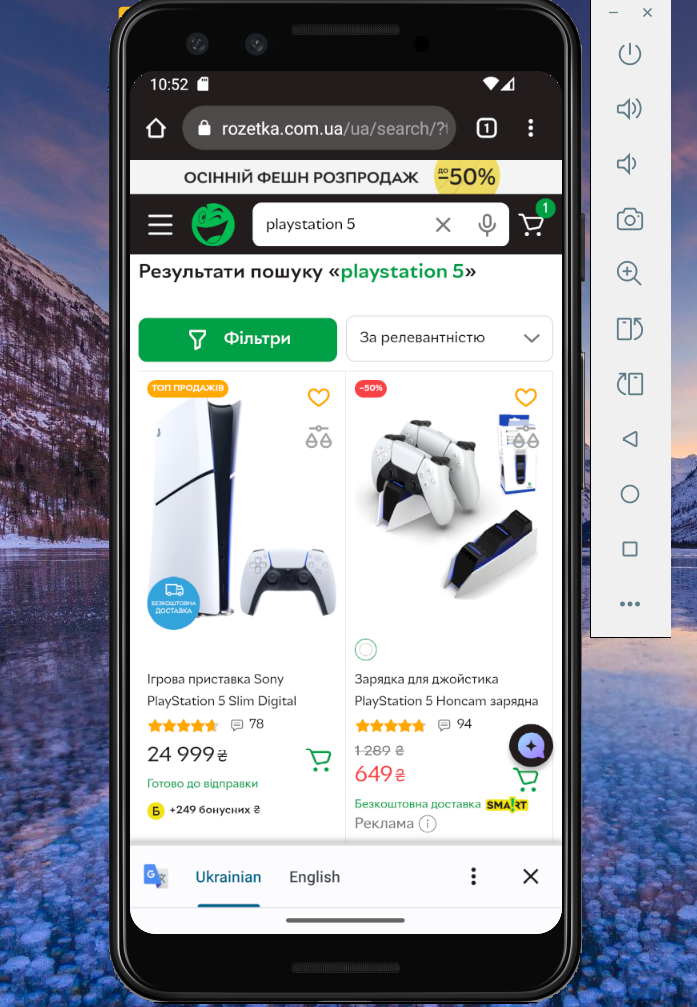 10:52
rozetka.com.ua/ua/search/?
1
ОСІННІЙ ФЕШН РОЗПРОДАЖ ДО -50%
playstation 5
1
Результати пошуку «playstation 5»
Фільтри
За релевантністю
ТОП ПРОДАЖІВ
-50%
БЕЗКОШТОВНА
ДОСТАВКА
Ігрова приставка Sony
PlayStation 5 Slim Digital
78
24 999 ₴
Готово до відправки
Б +249 бонусних ₴
Зарядка для джойстика
PlayStation 5 Honcam зарядна
94
1 289 ₴
649 ₴
Безкоштовна доставка SMART
Реклама
G
Ukrainian
English